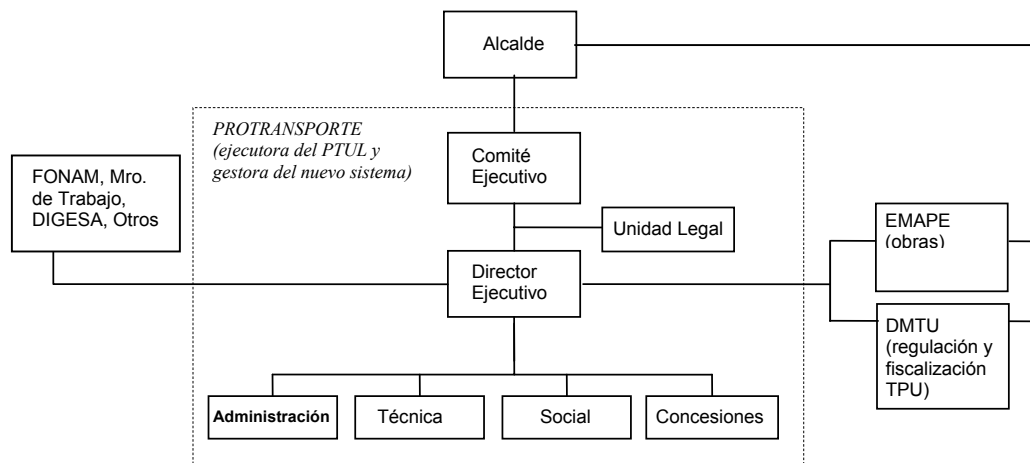 Alcalde
PROTRANSPORTE
(ejecutora del PTUL y
gestora del nuevo sistema)
Comité
Ejecutivo
FONAM, Mro.
de Trabajo,
DIGESA, Otros
Unidad Legal
EMAPE
(obras)
Director
Ejecutivo
DMTU
(regulación y
fiscalización
TPU)
Administración
Técnica
Social
Concesiones